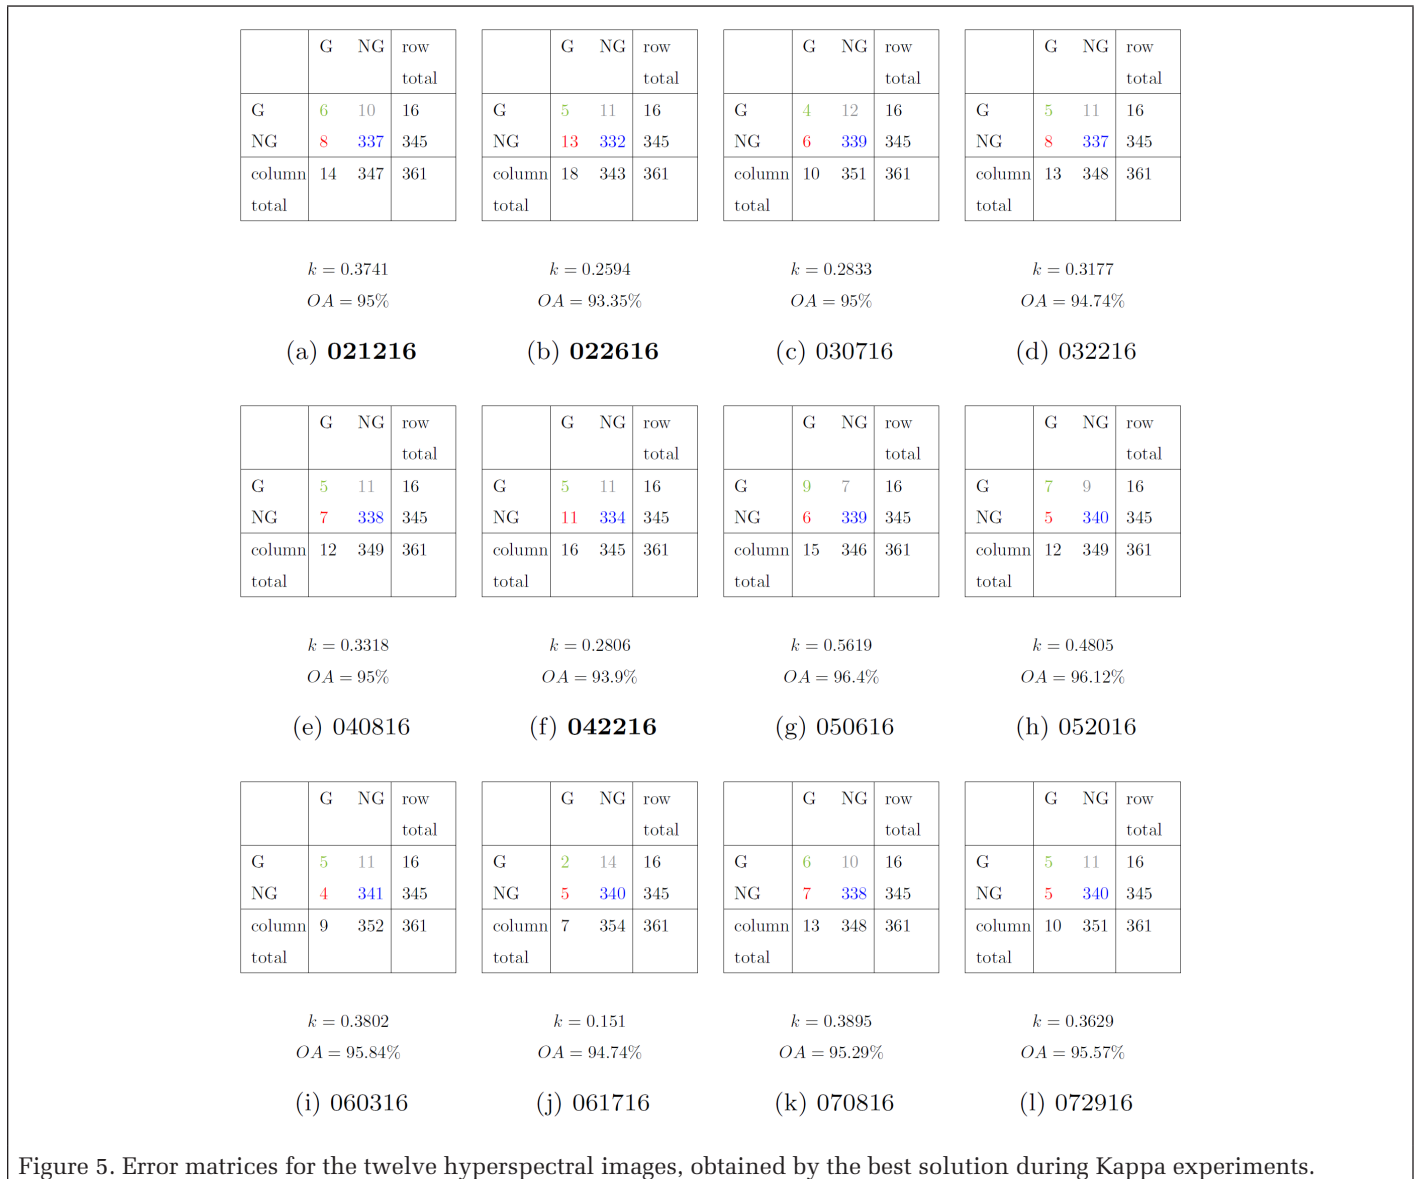 G NG row G NG row G NG row G NG row
total total total total
G 6 10 16 G 5 11 16 G 4 12 16 G 5 11 16
NG 8 337 345 NG 13 332 345 NG 6 339 345 NG 8 337 345
column 14 347 361 column 18 343 361 column 10 351 361 column 13 348 361
total total total total
k = 0.3741 k = 0.2594 k = 0.2833 k = 0.3177
OA = 95% OA = 93.35% OA = 95% OA = 94.74%
(a) 021216 (b) 022616 (c) 030716 (d) 032216
G NG row G NG row G NG row G NG row
total total total total
G 5 11 16 G 5 11 16 G 9 7 16 G 7 9 16
NG 7 338 345 NG 11 334 345 NG 6 339 345 NG 5 340 345
column 12 349 361 column 16 345 361 column 15 346 361 column 12 349 361
total total total total
k = 0.3318 k = 0.2806 k = 0.5619 k = 0.4805
OA = 95% OA = 93.9% OA = 96.4% OA = 96.12%
(e) 040816 (f) 042216 (g) 050616 (h) 052016
G NG row G NG row G NG row G NG row
total total total total
G 5 11 16 G 2 14 16 G 6 10 16 G 5 11 16
NG 4 341 345 NG 5 340 345 NG 7 338 345 NG 5 340 345
column 9 352 361 column 7 354 361 column 13 348 361 column 10 351 361
total total total total
k = 0.3802 k = 0.151 k = 0.3895 k = 0.3629
OA = 95.84% OA = 94.74% OA = 95.29% OA = 95.57%
(i) 060316 (j) 061716 (k) 070816 (l) 072916
Figure 5. Error matrices for the twelve hyperspectral images, obtained by the best solution during Kappa experiments.